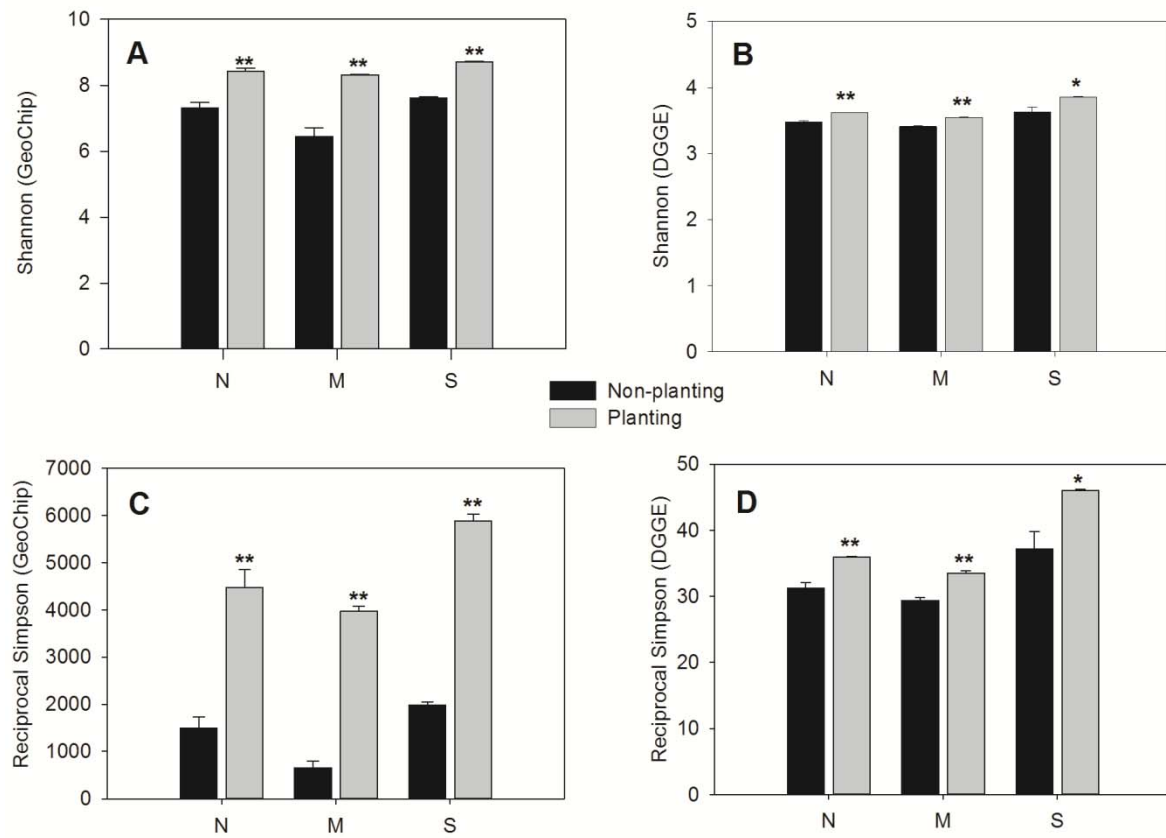 A
Shannon (GeoChip)
10
8
6
4
2
0
**
**
**
N
M
S
B
Shannon (DGGE)
5
4
3
2
1
0
**
**
*
N
M
S
Non-planting
Planting
C
Reciprocal Simpson (GeoChip)
7000
6000
5000
4000
3000
2000
1000
0
**
**
**
N
M
S
D
Reciprocal Simpson (DGGE)
50
40
30
20
10
0
**
**
*
N
M
S